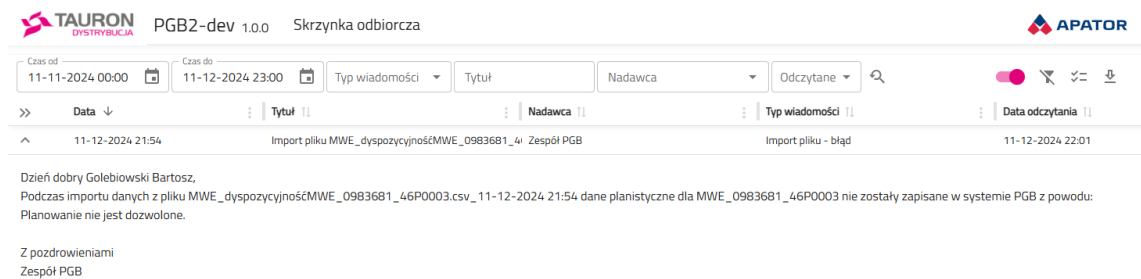 TAURON
DYSTRYBUCJA
PGB2-dev 1.0.0 Skrzynka odbiorcza
APATOR
Czas od
11-11-2024 00:00
Czas do
11-12-2024 23:00
Typ wiadomości
Tytuł
Nadawca
Odczytane
Data
Tytuł
Nadawca
Typ wiadomości
Data odczytania
11-12-2024 21:54
Import pliku MWE_dyspozycyjnośćMWE_0983681_4
Zespół PGB
Import pliku - błąd
11-12-2024 22:01
Dzień dobry Golebiowski Bartosz,
Podczas importu danych z pliku MWE_dyspozycyjnośćMWE_0983681_46P0003.csv_11-12-2024 21:54 dane planistyczne dla MWE_0983681_46P0003 nie zostały zapisane w systemie PGB z powodu:
Planowanie nie jest dozwolone.
Z pozdrowieniami
Zespół PGB